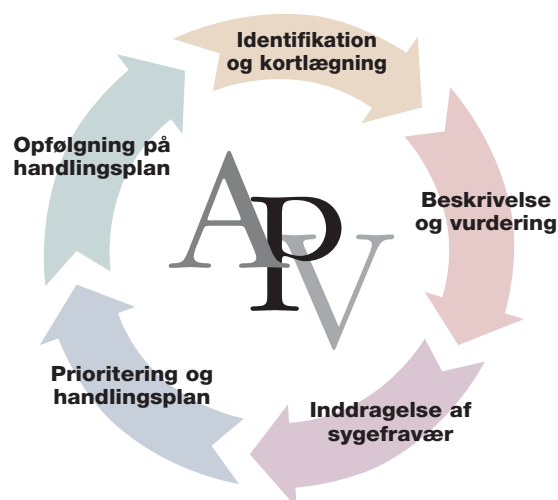 Identifikation
og kortlægning
Beskrivelse
og vurdering
Inddragelse af
sygefravær
Prioritering og
handlingsplan
Opfølgning på
handlingsplan
APV